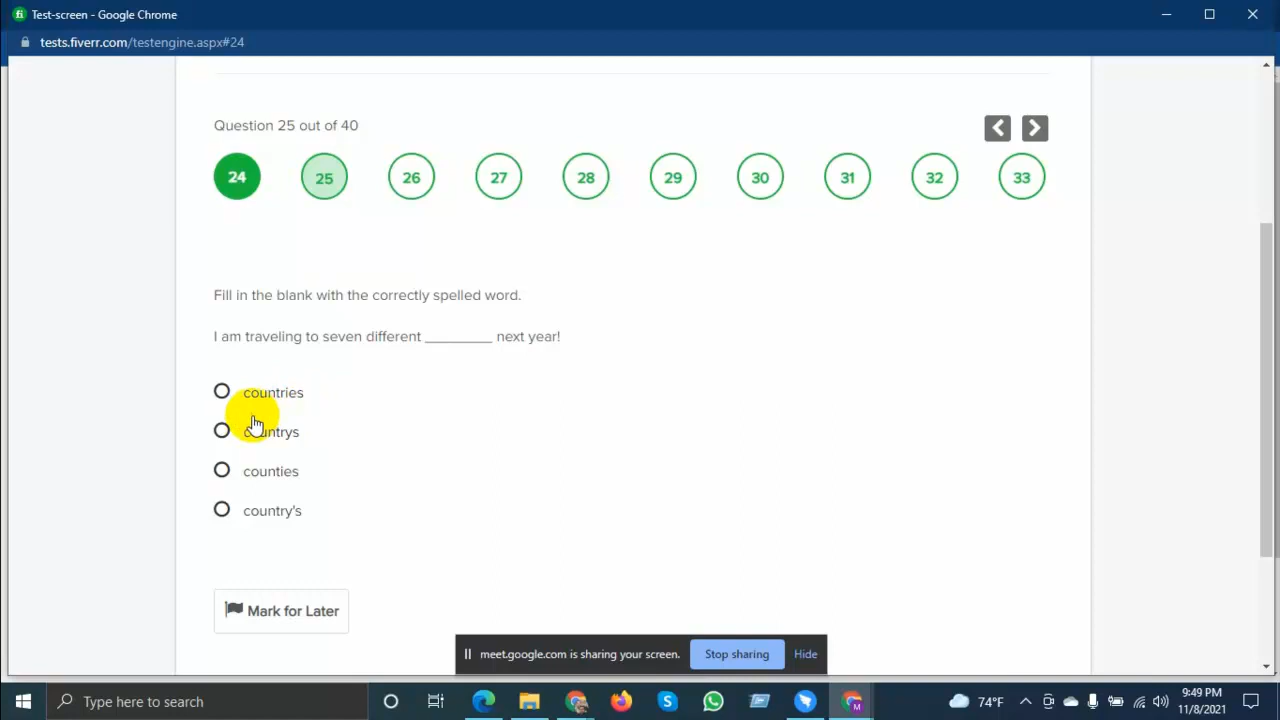 fi Test-screen - Google Chrome
tests.fiverr.com/testengine.aspx#24
Question 25 out of 40
24 25 26 27 28 29 30 31 32 33
Fill in the blank with the correctly spelled word.
I am traveling to seven different ________ next year!
countries
countrys
counties
country's
Mark for Later
meet.google.com is sharing your screen. Stop sharing Hide
Type here to search
74°F
9:49 PM
11/8/2021